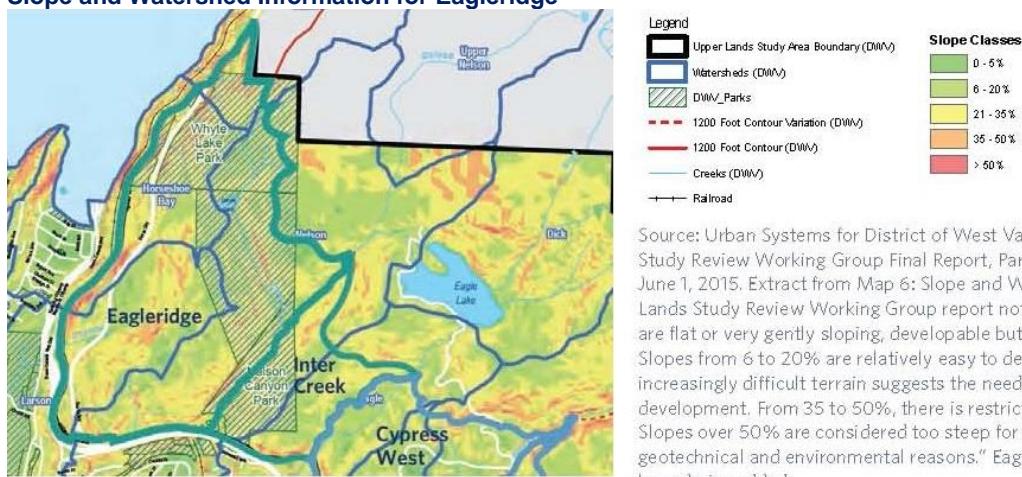 Slope and Watershed Information for Eagleridge
Upper
Nelson
Whyte
Lake
Park
Horseshoe
Bay
Nelson
Dick
Eagle
Lake
Eagleridge
Inter
Creek
Nelson
Canyon
Park
Larson
Cypress
West
Legend
Upper Lands Study Area Boundary (DWV)
Watersheds (DWV)
DWV_Parks
1200 Foot Contour Variation (DWV)
1200 Foot Contour (DWV)
Creeks (DWV)
Railroad
Slope Classes
0 - 5%
6 - 20%
21 - 35%
35 - 50%
> 50%
Source: Urban Systems for District of West Va
Study Review Working Group Final Report, Par
June 1, 2015. Extract from Map 6: Slope and W
Lands Study Review Working Group report not
are flat or very gently sloping, developable but
Slopes from 6 to 20% are relatively easy to de
increasingly difficult terrain suggests the need
development. From 35 to 50%, there is restric
Slopes over 50% are considered too steep for
geotechnical and environmental reasons." Eag